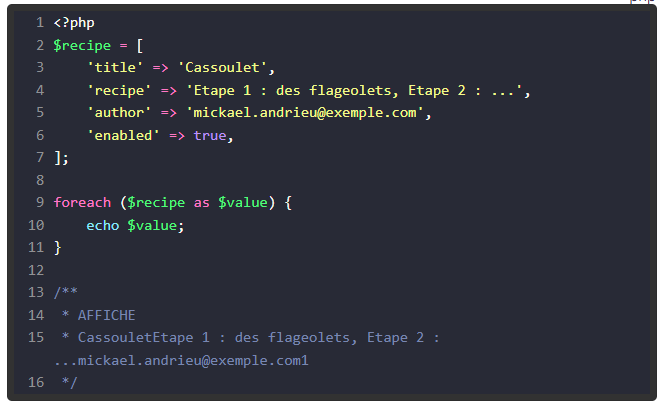 1 <?php
2 $recipe = [
3     'title' => 'Cassoulet',
4     'recipe' => 'Etape 1 : des flageolets, Etape 2 : ...',
5     'author' => 'mickael.andrieu@exemple.com',
6     'enabled' => true,
7 ];
8
9 foreach ($recipe as $value) {
10     echo $value;
11 }
12
13 /**
14  * AFFICHE
15  * CassouletEtape 1 : des flageolets, Etape 2 :
...mickael.andrieu@exemple.com1
16  */